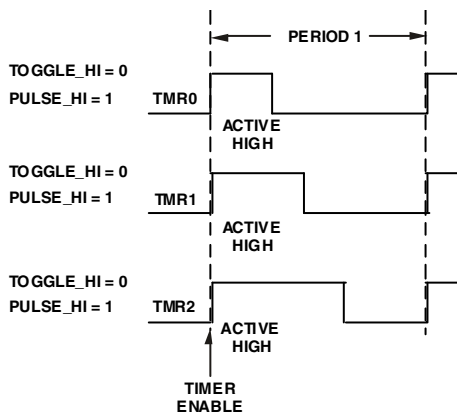 PERIOD 1
TOGGLE_HI = 0
PULSE_HI = 1 TMR0
ACTIVE
HIGH
TOGGLE_HI = 0
PULSE_HI = 1 TMR1
ACTIVE
HIGH
TOGGLE_HI = 0
PULSE_HI = 1 TMR2
ACTIVE
HIGH
TIMER
ENABLE